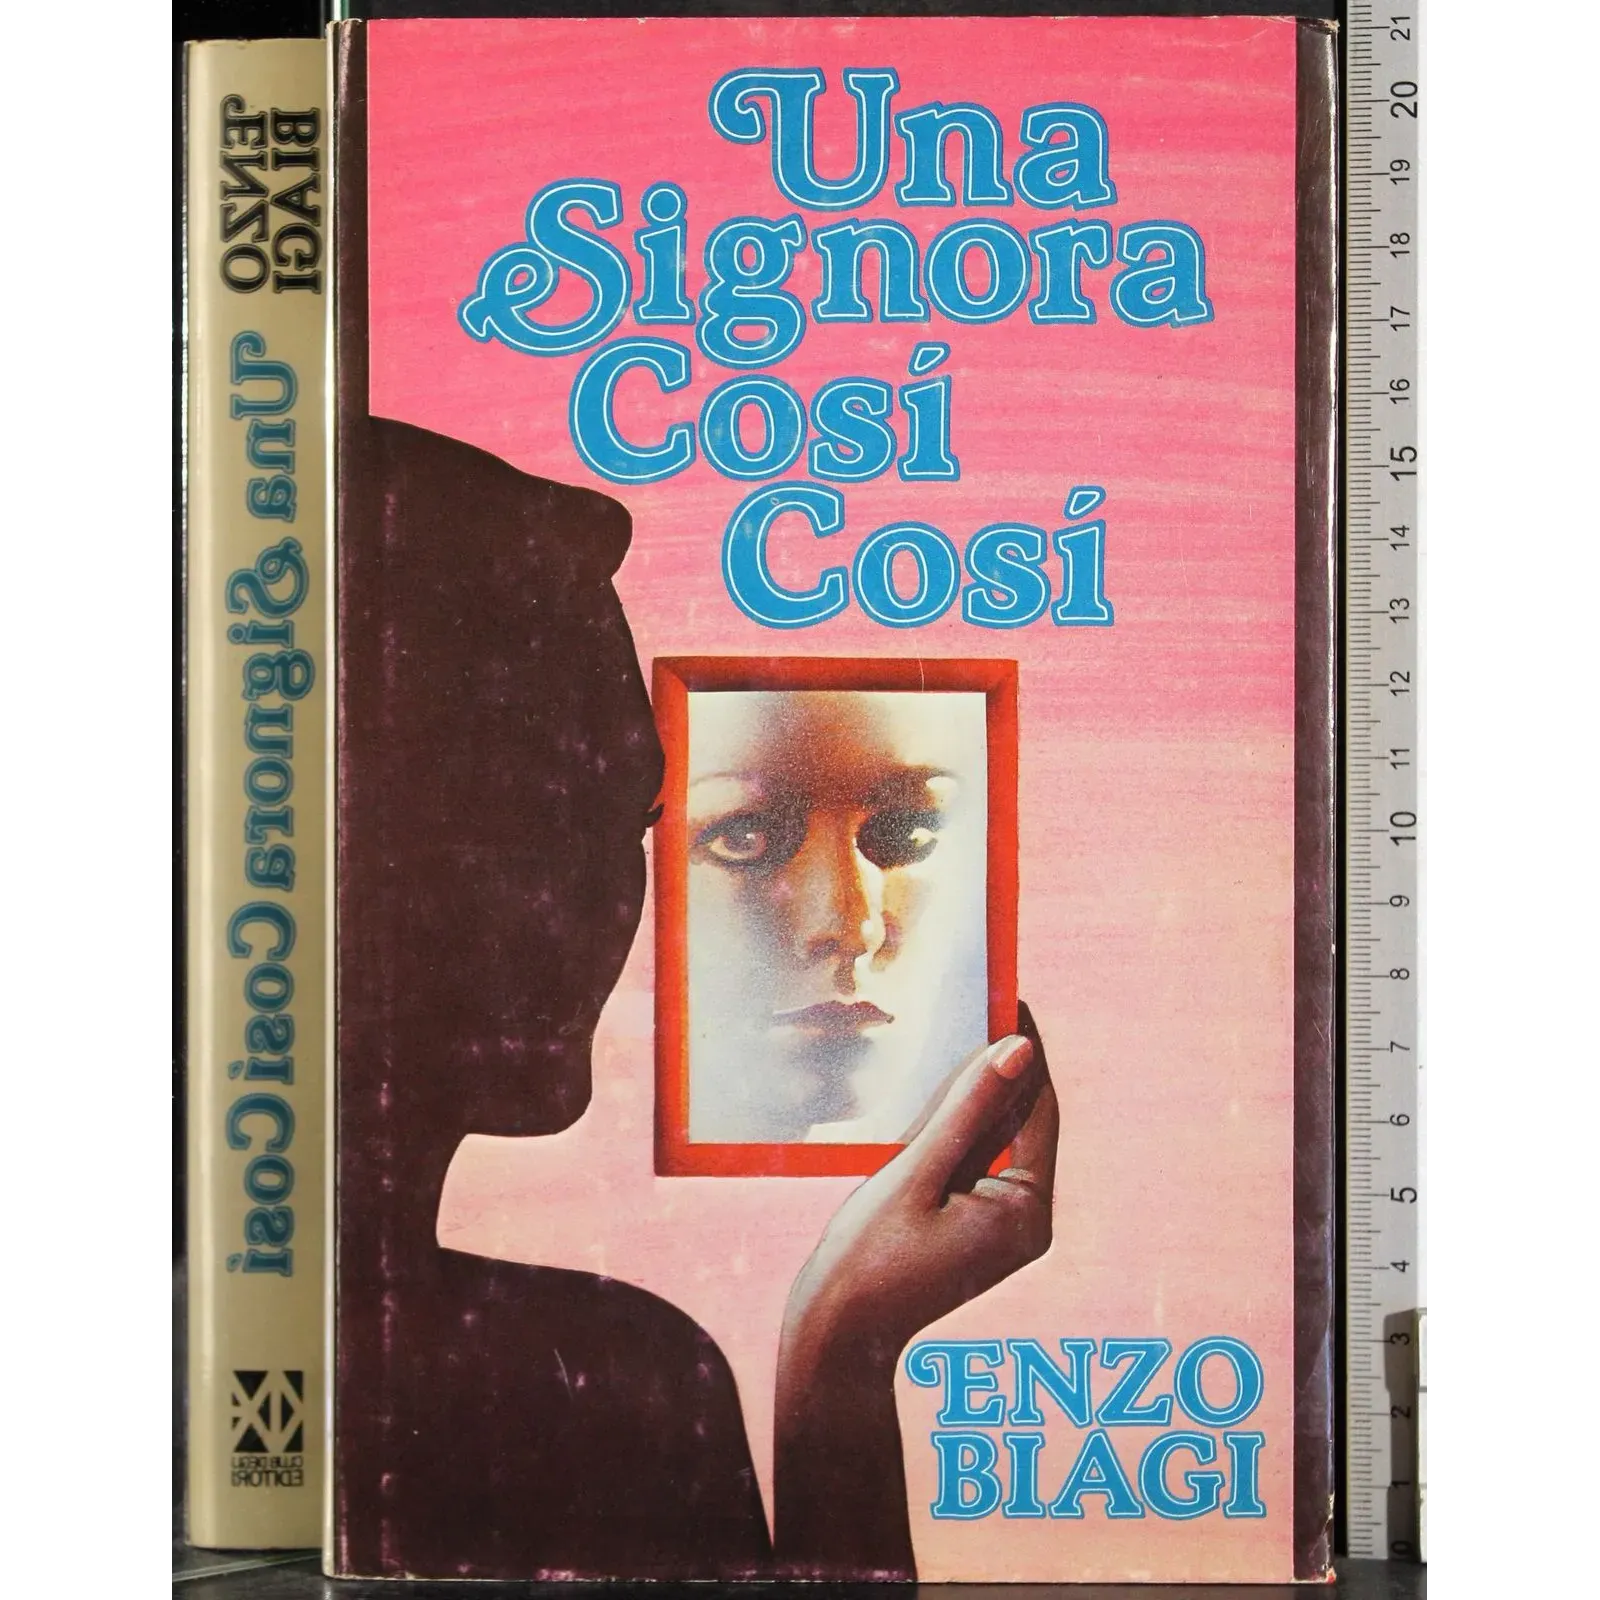 Una
Signora
Cosí
Cosí
ENZO
BIAGI
ENZO
BIAGI
Una Signora Cosí Cosí
CLUB DEGLI
EDITORI
21
20
19
18
17
16
15
14
13
12
11
10
9
8
7
6
5
4
3
2
1
0